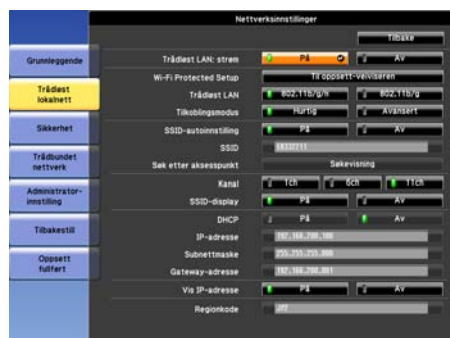 Nettverksinnstillinger
Tilbake
Grunnleggende
Trådløst lokalnett
Sikkerhet
Trådbundet nettverk
Administrator-innstilling
Tilbakestill
Oppsett fullført
Trådløst LAN: strøm På Av
Wi-Fi Protected Setup Til oppsett-veiviseren
Trådløst LAN 802.11b/g/n 802.11b/g
Tilkoblingsmodus Hurtig Avansert
SSID-autoinnstilling På Av
SSID
Søk etter aksesspunkt Søkevisning
Kanal 1ch 6ch 11ch
SSID-display På Av
DHCP På Av
IP-adresse 192.168.700.100
Subnettmaske 255.255.255.000
Gateway-adresse 192.168.700.001
Vis IP-adresse På Av
Regionkode